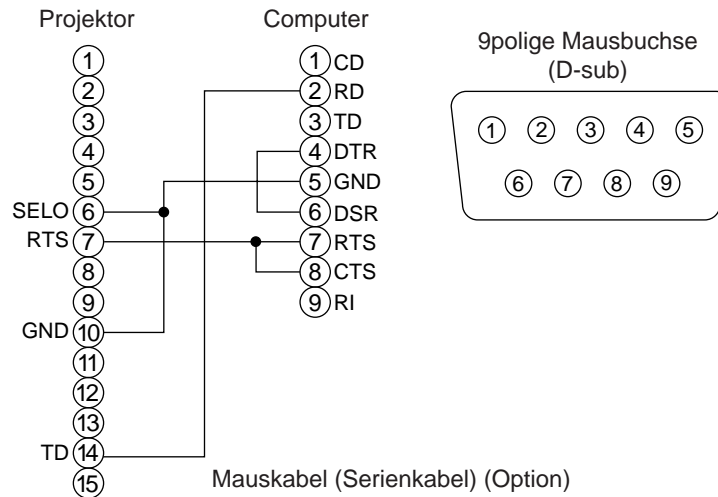 Projektor Computer
9polige Mausbuchse
(D-sub)
1 1 CD
2 2 RD
3 3 TD
4 4 DTR
5 5 GND
SELO 6 6 DSR
RTS 7 7 RTS
8 8 CTS
9 9 RI
GND 10
11
12
13
TD 14
15
1 2 3 4 5
6 7 8 9
Mauskabel (Serienkabel) (Option)